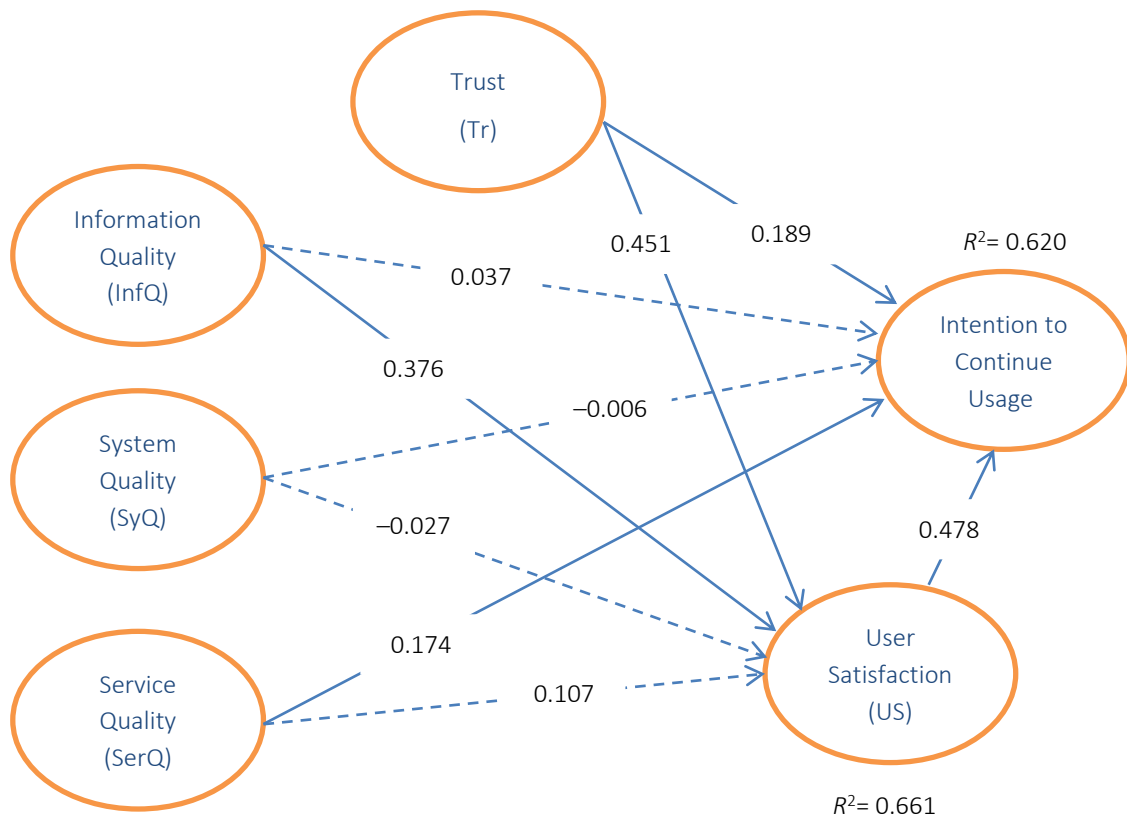 Trust
(Tr)
Information
Quality
(InfQ)
0.451
0.189
R²= 0.620
0.037
Intention to
Continue
Usage
0.376
–0.006
System
Quality
(SyQ)
–0.027
0.478
0.174
User
Satisfaction
(US)
Service
Quality
(SerQ)
0.107
R²= 0.661